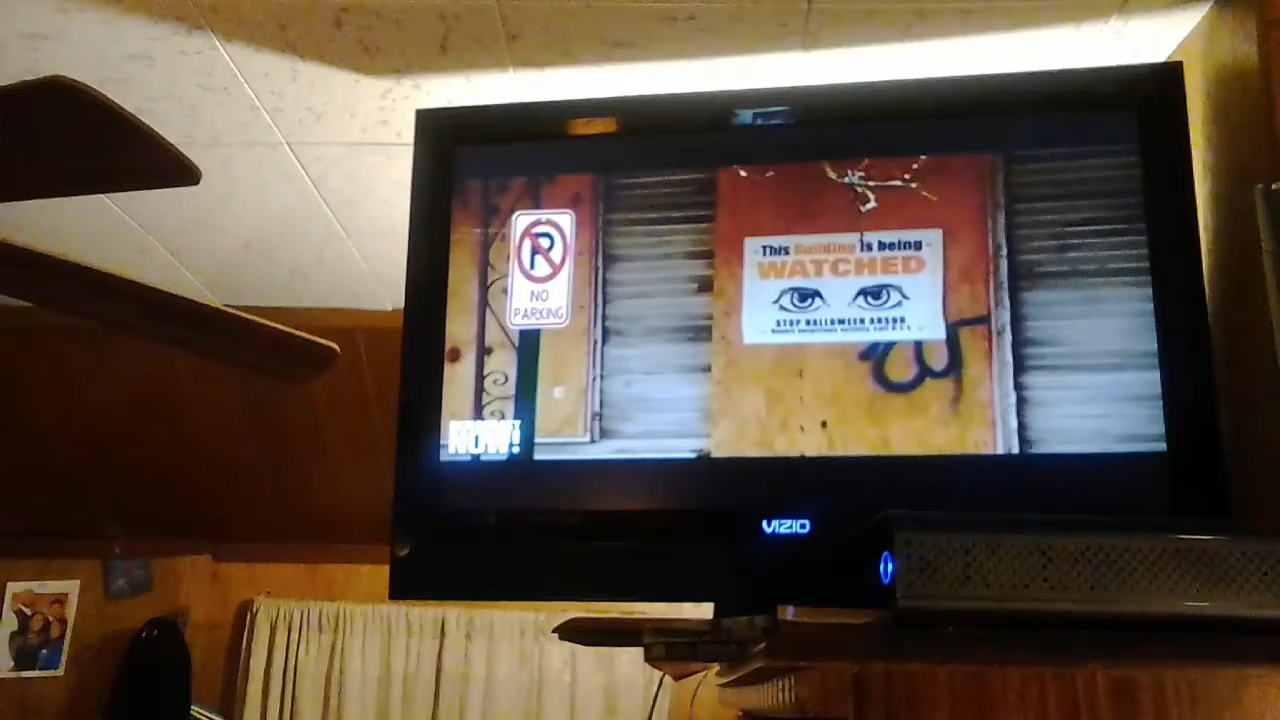 NO
PARKING
This Building is being
WATCHED
STOP HALLOWEEN ARSON
NOW!
VIZIO